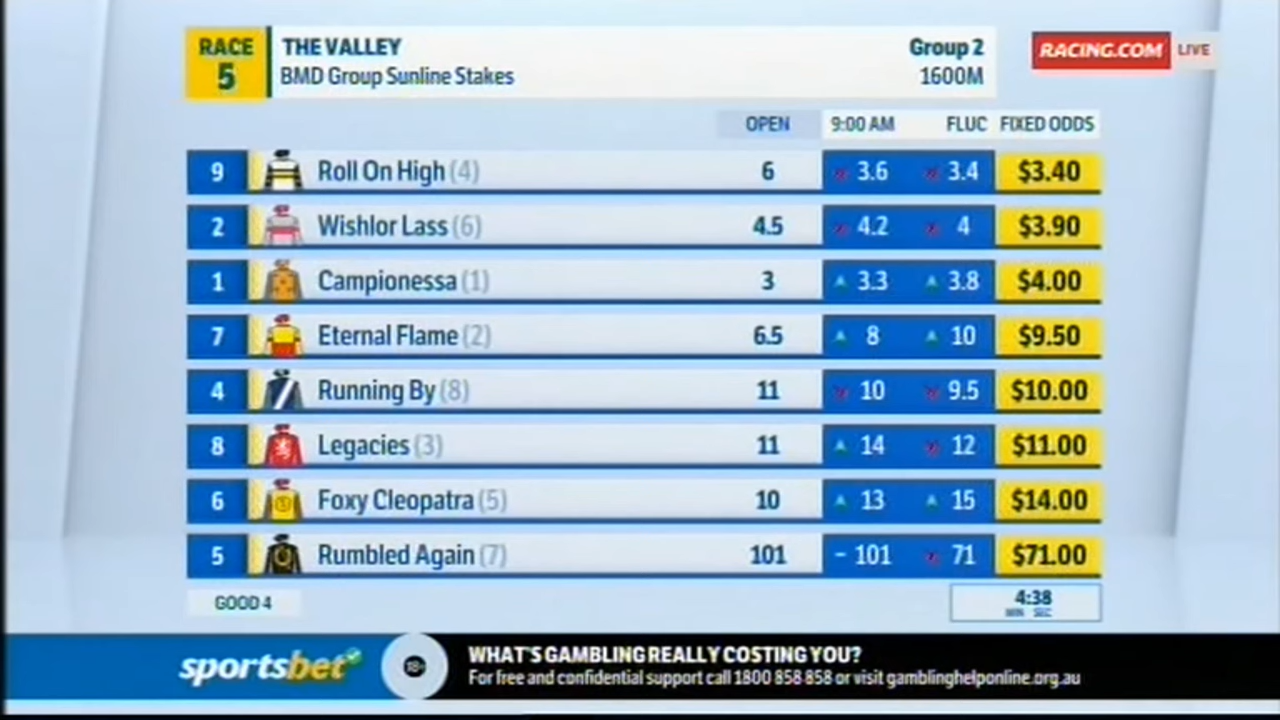 RACE 5 THE VALLEY Group 2
BMD Group Sunline Stakes 1600M
RACING.COM LIVE
OPEN 9:00 AM FLUC FIXED ODDS
9 Roll On High (4) 6 3.6 3.4 $3.40
2 Wishlor Lass (6) 4.5 4.2 4 $3.90
1 Campionessa (1) 3 3.3 3.8 $4.00
7 Eternal Flame (2) 6.5 8 10 $9.50
4 Running By (8) 11 10 9.5 $10.00
8 Legacies (3) 11 14 12 $11.00
6 Foxy Cleopatra (5) 10 13 15 $14.00
5 Rumbled Again (7) 101 - 101 71 $71.00
GOOD 4 4:38
MIN SEC
sportsbet 18+ WHAT'S GAMBLING REALLY COSTING YOU?
For free and confidential support call 1800 858 858 or visit gamblinghelponline.org.au